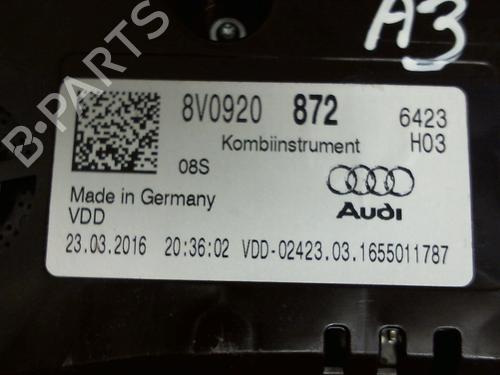 A3
8V0920 872 6423
Kombiinstrument H03
08S
Made in Germany
VDD
Audi
23.03.2016 20:36:02 VDD-02423.03.1655011787
B-PARTS